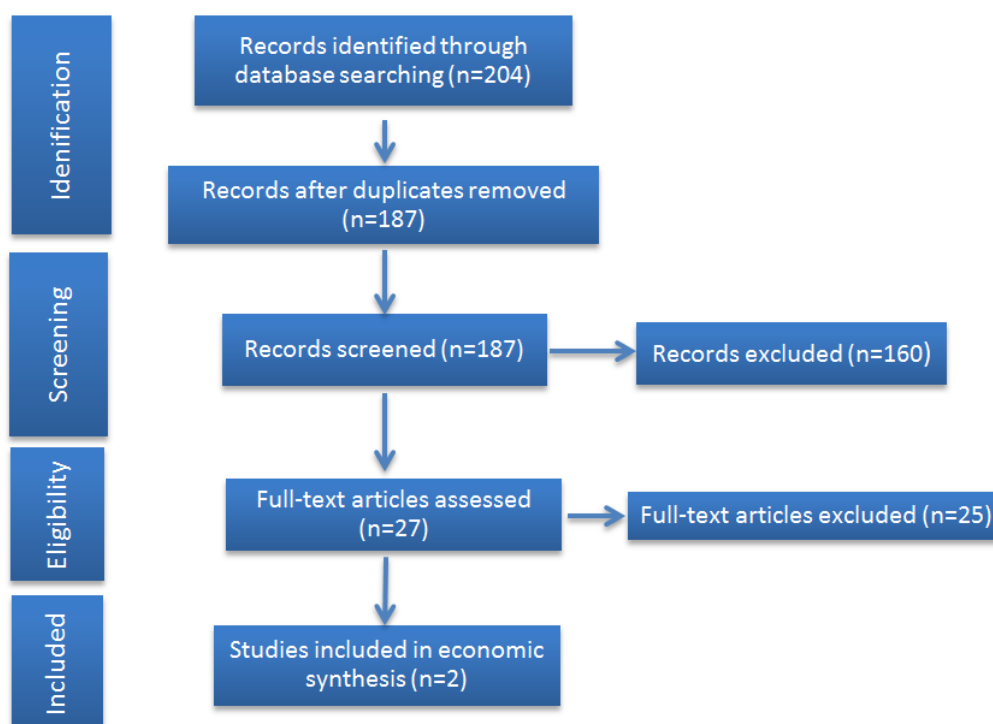 Idenification
Records identified through
database searching (n=204)
Records after duplicates removed
(n=187)
Screening
Records screened (n=187)
Records excluded (n=160)
Eligibility
Full-text articles assessed
(n=27)
Full-text articles excluded (n=25)
Included
Studies included in economic
synthesis (n=2)